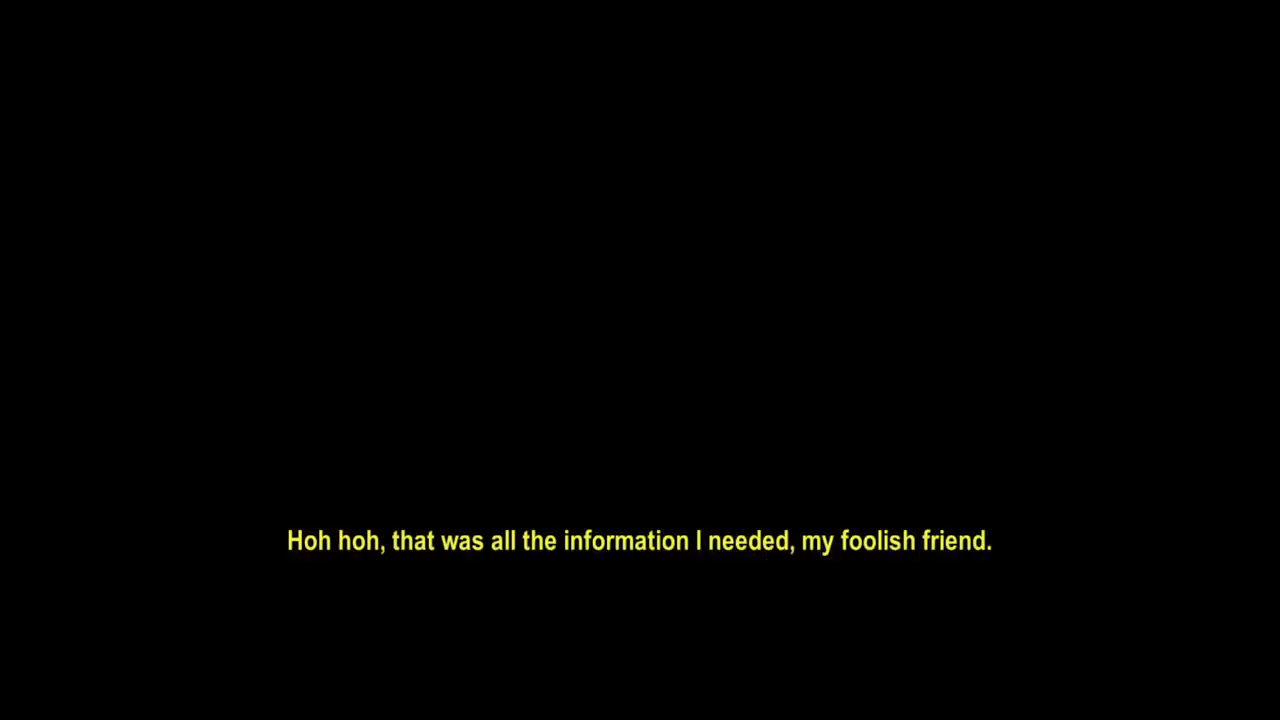 Hoh hoh, that was all the information I needed, my foolish friend.